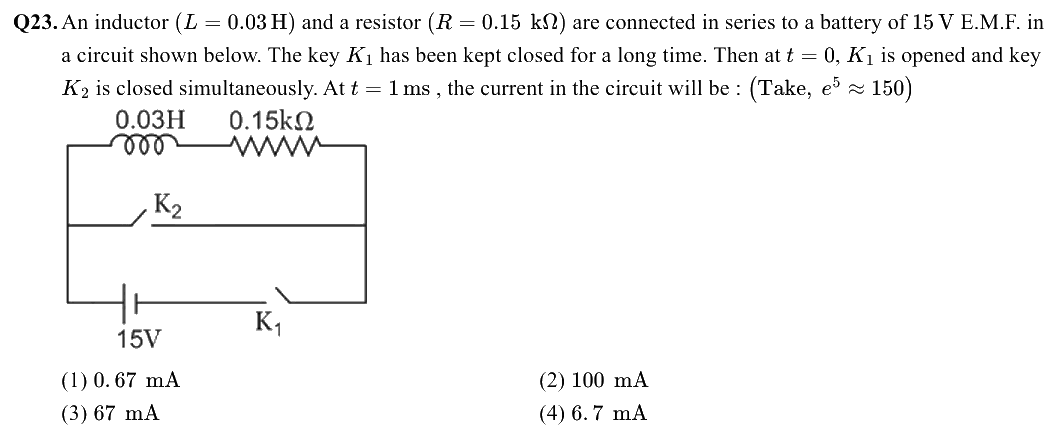 Q23. An inductor (L = 0.03 H) and a resistor (R = 0.15 kΩ) are connected in series to a battery of 15 V E.M.F. in
a circuit shown below. The key K₁ has been kept closed for a long time. Then at t = 0, K₁ is opened and key
K₂ is closed simultaneously. At t = 1 ms , the current in the circuit will be : (Take, e⁵ ≈ 150)
0.03H 0.15kΩ
K₂
K₁
15V
(1) 0. 67 mA (2) 100 mA
(3) 67 mA (4) 6. 7 mA